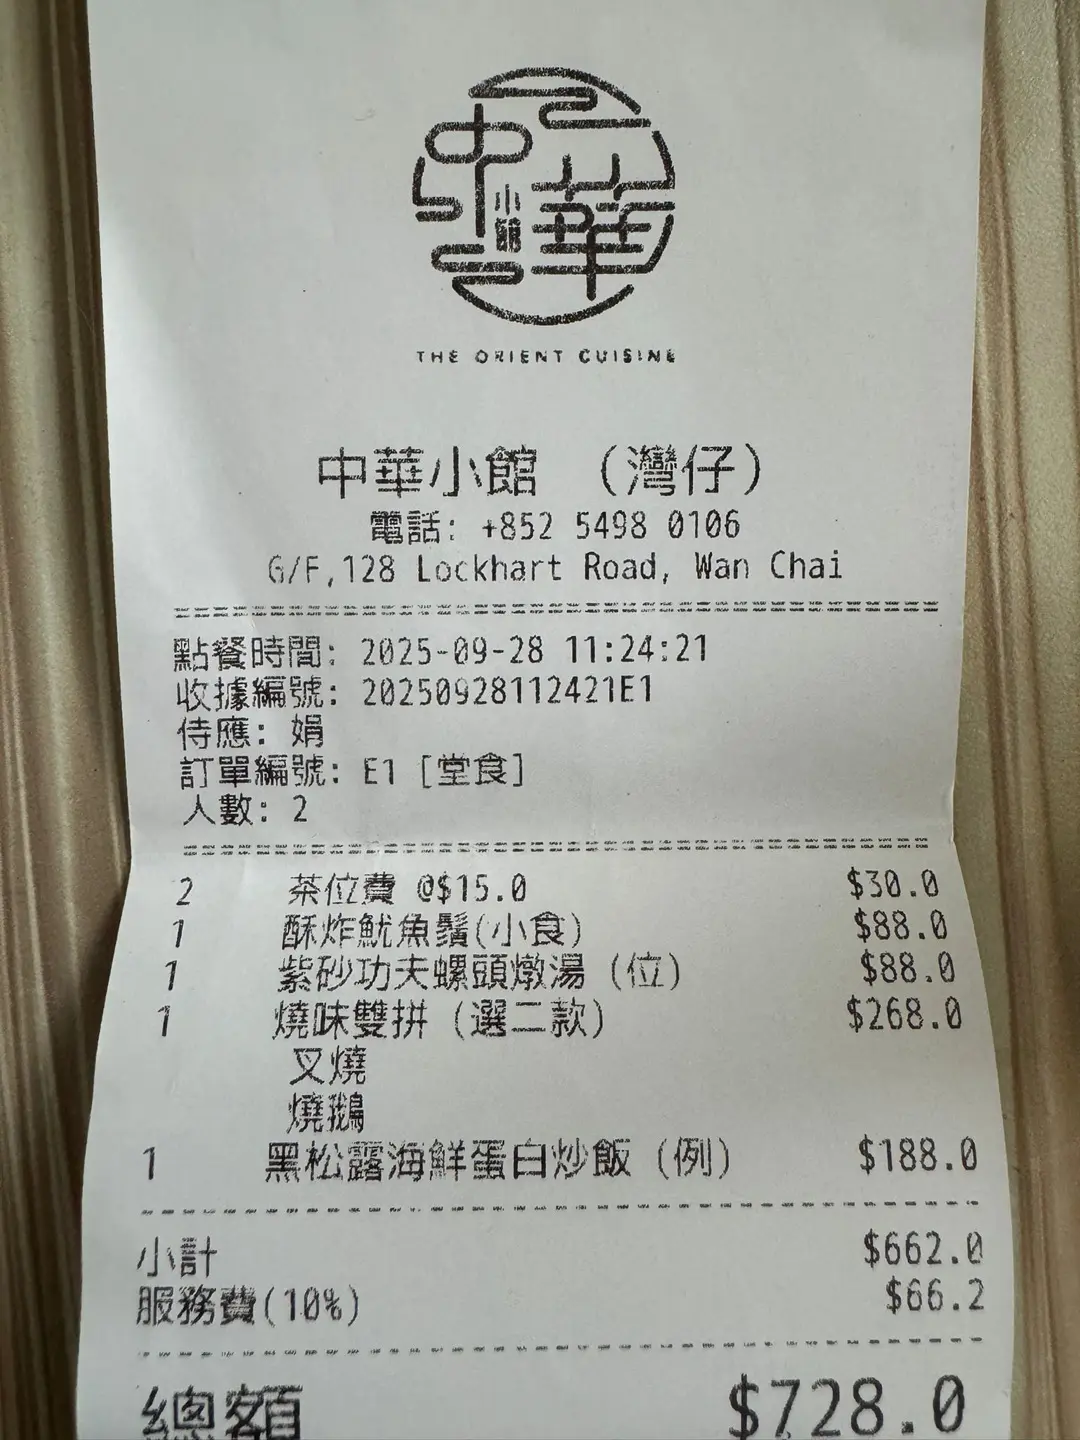 中華小館
THE ORIENT CUISINE
中華小館 （灣仔）
電話: +852 5498 0106
G/F,128 Lockhart Road, Wan Chai
點餐時間: 2025-09-28 11:24:21
收據編號: 20250928112421E1
侍應: 娟
訂單編號: E1 [堂食]
人數: 2
2 茶位費 @$15.0 $30.0
1 酥炸魷魚鬚(小食) $88.0
1 紫砂功夫螺頭燉湯 (位) $88.0
1 燒味雙拼 (選二款) $268.0
叉燒
燒鵝
1 黑松露海鮮蛋白炒飯 (例) $188.0
小計 $662.0
服務費(10%) $66.2
總額 $728.0